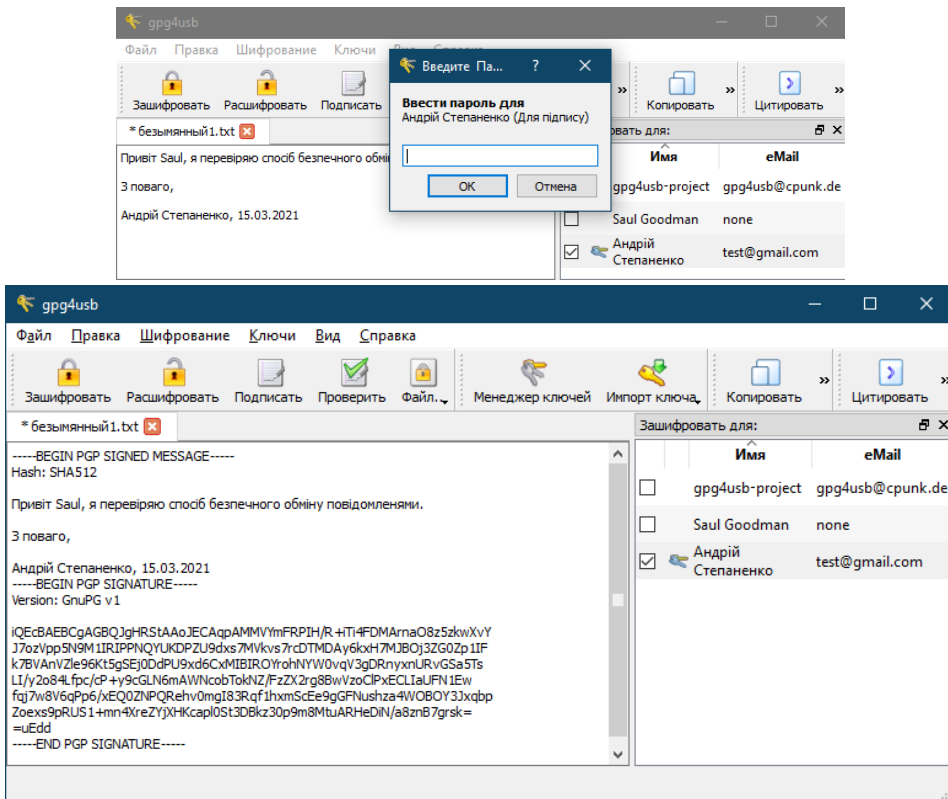 gpg4usb
Файл Правка Шифрование Ключи Вид Справка
Введите Па... ?
Зашифровать Расшифровать Подписать
» Копировать » Цитировать »
Ввести пароль для
Андрій Степаненко (Для підпису)
* безымянный1.txt
овать для:
Привіт Saul, я перевіряю спосіб безпечного обмі
З поваго,
Андрій Степаненко, 15.03.2021
OK Отмена
Имя eMail
gpg4usb-project gpg4usb@cpunk.de
Saul Goodman none
Андрій
Степаненко test@gmail.com
gpg4usb
Файл Правка Шифрование Ключи Вид Справка
Зашифровать Расшифровать Подписать Проверить Файл.. Менеджер ключей Импорт ключа Копировать » Цитировать »
* безымянный1.txt
Зашифровать для:
-----BEGIN PGP SIGNED MESSAGE-----
Hash: SHA512
Привіт Saul, я перевіряю спосіб безпечного обміну повідомленями.
З поваго,
Андрій Степаненко, 15.03.2021
-----BEGIN PGP SIGNATURE-----
Version: GnuPG v1
iQEcBAEBCgAGBQJgHRStAAoJECAqpAMMVYmFRPIH/R+iTi4FDMArnaO8z5zkwXvY
J7ozVpp5N9M1IRIPPNQYUKDPZU9dxs7MVkvs7rcDTMDAy6kxH7MJBOj3ZG0Zp1IF
k7BVAnVZle96Kt5gSEj0DdPU9xd6CxMIBIROYrohNYW0vqV3gDRnyxnURvGSa5Ts
LI/y2o84Lfpc/cP+y9cGLN6mAWNcobTokNZ/FzZX2rg8BwVzoClPxECLIaUFN1Ew
fqj7w8V6qPp6/xEQ0ZNPQRehv0mgI83Rqf1hxmScEe9gGFNushza4WOBOY3Jxqbp
Zoexs9pRUS1+mn4XreZYjXHKcapl0St3DBkz30p9m8MtuARHeDiN/a8znB7grsk=
=uEdd
-----END PGP SIGNATURE-----
Имя eMail
gpg4usb-project gpg4usb@cpunk.de
Saul Goodman none
Андрій
Степаненко test@gmail.com